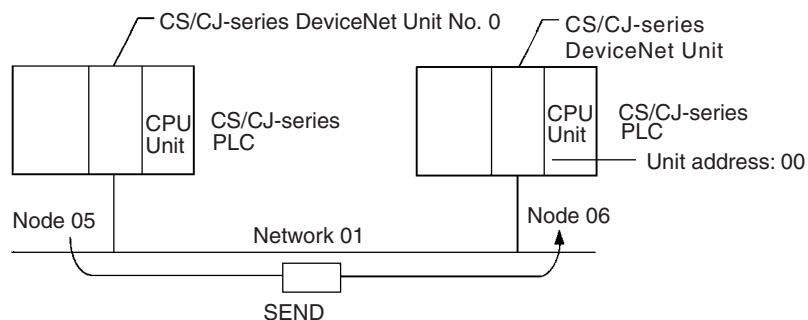 CS/CJ-series DeviceNet Unit No. 0
CS/CJ-series
DeviceNet Unit
CPU
Unit
CS/CJ-series
PLC
CPU
Unit
CS/CJ-series
PLC
Unit address: 00
Node 05
Node 06
Network 01
SEND